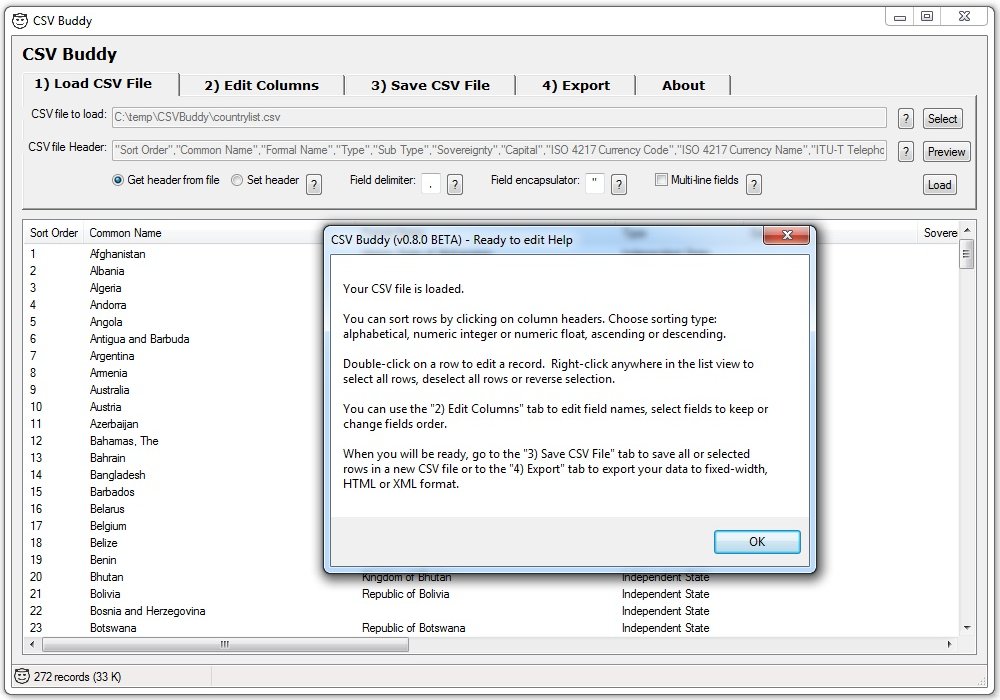 CSV Buddy
CSV Buddy
1) Load CSV File 2) Edit Columns 3) Save CSV File 4) Export About
CSV file to load: C:\temp\CSVBuddy\countrylist.csv ? Select
CSV file Header: "Sort Order","Common Name","Formal Name","Type","Sub Type","Sovereignty","Capital","ISO 4217 Currency Code","ISO 4217 Currency Name","ITU-T Telepho ? Preview
Get header from file Set header ? Field delimiter: , ? Field encapsulator: " ? Multi-line fields ? Load
Sort Order Common Name Type Sovere
CSV Buddy (v0.8.0 BETA) - Ready to edit Help
Your CSV file is loaded.
You can sort rows by clicking on column headers. Choose sorting type:
alphabetical, numeric integer or numeric float, ascending or descending.
Double-click on a row to edit a record. Right-click anywhere in the list view to
select all rows, deselect all rows or reverse selection.
You can use the "2) Edit Columns" tab to edit field names, select fields to keep or
change fields order.
When you will be ready, go to the "3) Save CSV File" tab to save all or selected
rows in a new CSV file or to the "4) Export" tab to export your data to fixed-width,
HTML or XML format.
OK
1 Afghanistan
2 Albania
3 Algeria
4 Andorra
5 Angola
6 Antigua and Barbuda
7 Argentina
8 Armenia
9 Australia
10 Austria
11 Azerbaijan
12 Bahamas, The
13 Bahrain
14 Bangladesh
15 Barbados
16 Belarus
17 Belgium
18 Belize
19 Benin
20 Bhutan Kingdom of Bhutan Independent State
21 Bolivia Republic of Bolivia Independent State
22 Bosnia and Herzegovina Independent State
23 Botswana Republic of Botswana Independent State
272 records (33 K)